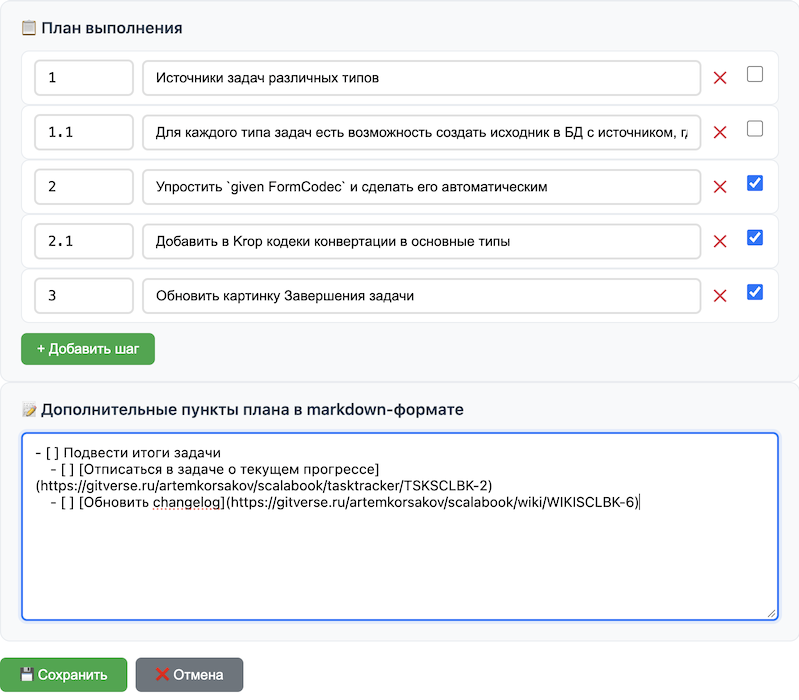 📋 План выполнения
1 Источники задач различных типов ❌
1.1 Для каждого типа задач есть возможность создать исходник в БД с источником,
2 Упростить `given FormCodec` и сделать его автоматическим ❌
2.1 Добавить в Krop кодеки конвертации в основные типы ❌
3 Обновить картинку Завершения задачи ❌
+ Добавить шаг
📝 Дополнительные пункты плана в markdown-формате
- [ ] Подвести итоги задачи
- [ ] [Отписаться в задаче о текущем прогрессе]
(https://gitverse.ru/artemkorsakov/scalabook/tasktracker/TSKSCLBK-2)
- [ ] [Обновить changelog](https://gitverse.ru/artemkorsakov/scalabook/wiki/WIKISCLBK-6)
💾 Сохранить
❌ Отмена